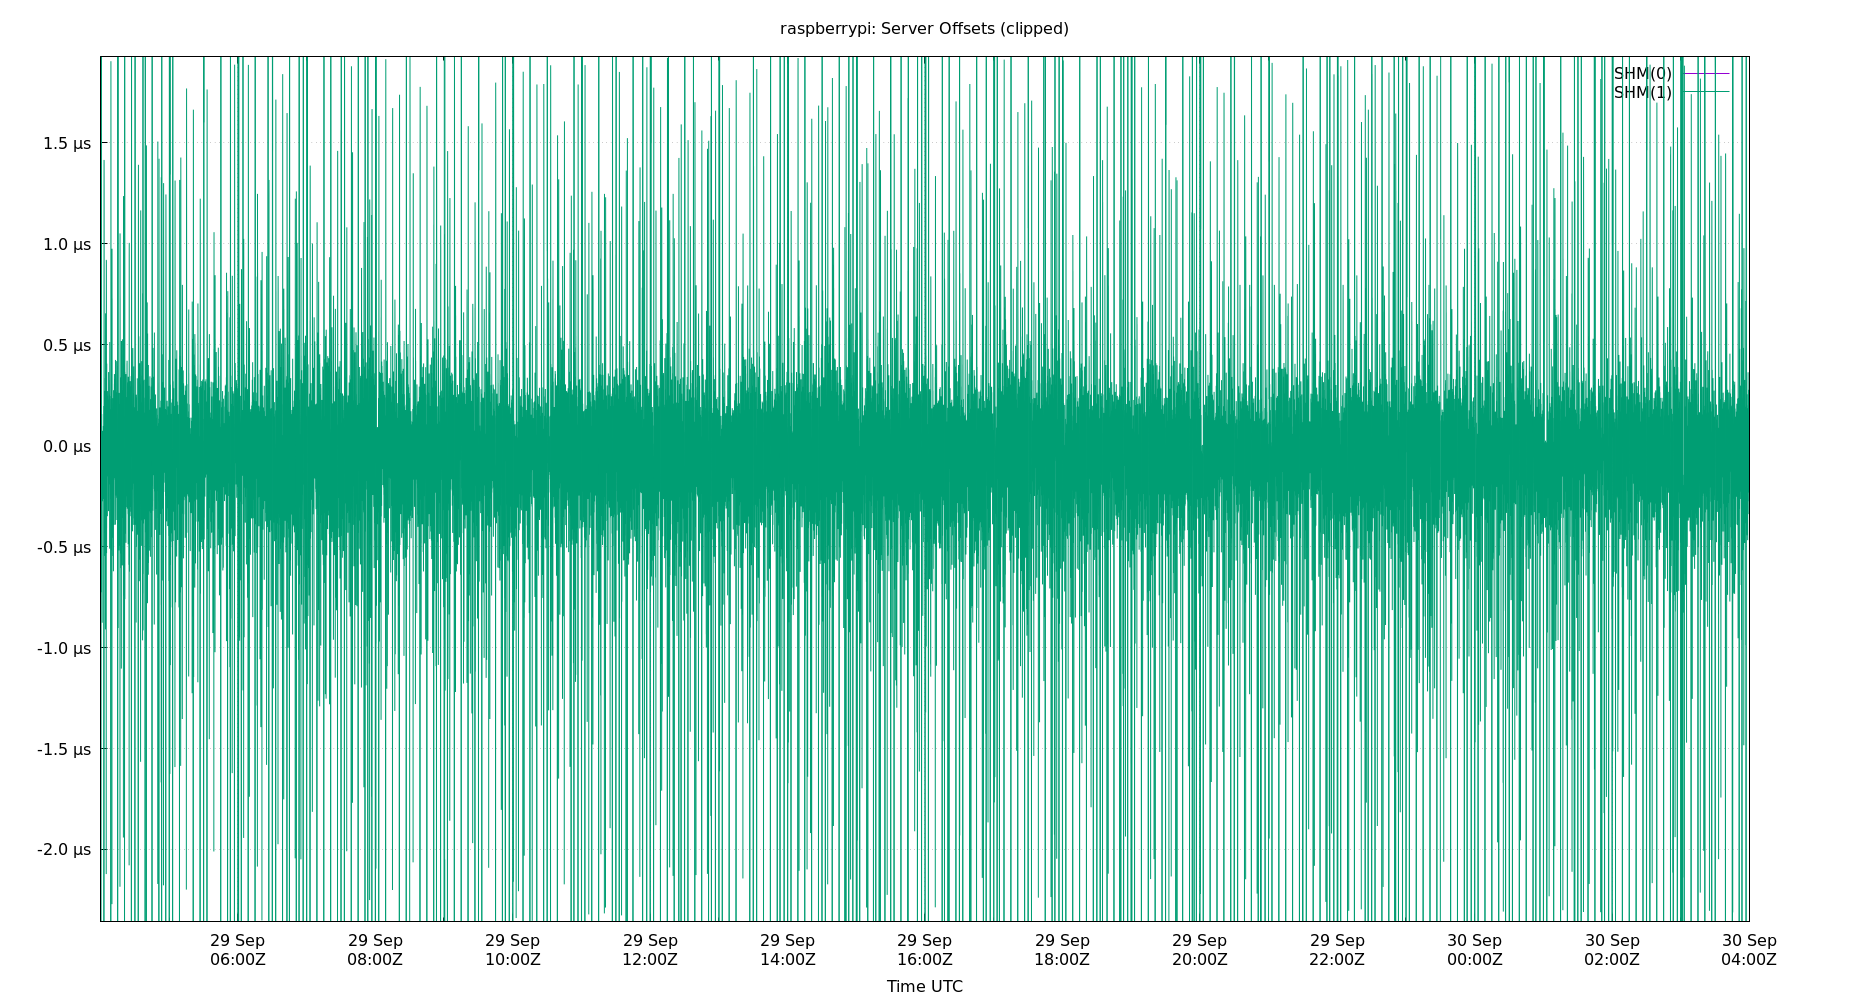 raspberrypi: Server Offsets (clipped)
SHM(0)
SHM(1)
1.5 µs
1.0 µs
0.5 µs
0.0 µs
-0.5 µs
-1.0 µs
-1.5 µs
-2.0 µs
29 Sep 29 Sep 29 Sep 29 Sep 29 Sep 29 Sep 29 Sep 29 Sep 29 Sep 30 Sep 30 Sep 30 Sep
06:00Z 08:00Z 10:00Z 12:00Z 14:00Z 16:00Z 18:00Z 20:00Z 22:00Z 00:00Z 02:00Z 04:00Z
Time UTC